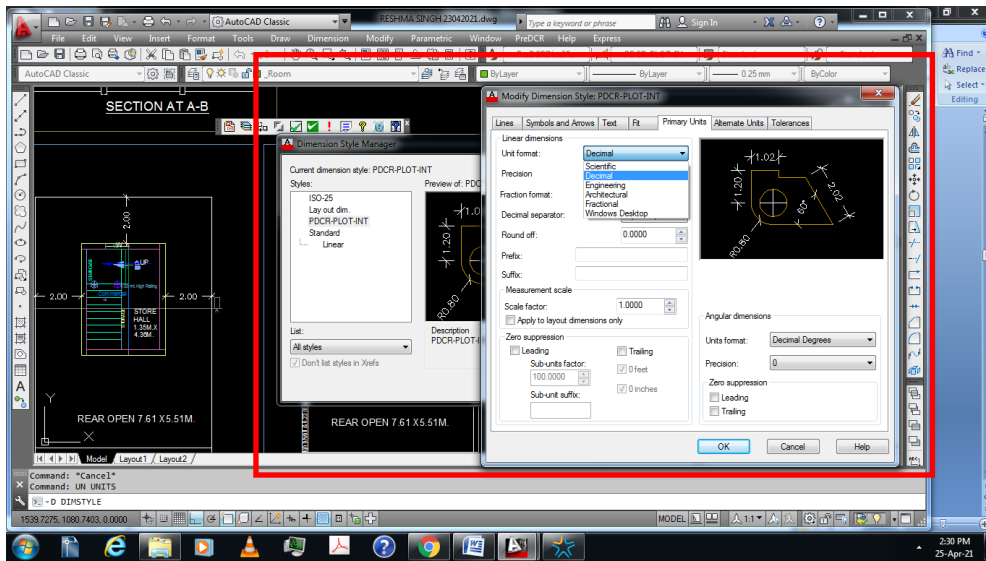 AutoCAD Classic
RESHMA SINGH 23042021.dwg
Type a keyword or phrase
Sign In
File Edit View Insert Format Tools Draw Dimension Modify Parametric Window PreDCR Help Express
Find
Replace
Select
Editing
AutoCAD Classic
_Room
ByLayer
ByLayer
0.25 mm
ByColor
SECTION AT A-B
2.00
UP
2.00
2.00
STORE
HALL
1.35M.X
4.38M.
REAR OPEN 7.61 X5.51M.
Y
X
REAR OPEN 7.61 X5.51M.
Dimension Style Manager
Current dimension style: PDCR-PLOT-INT
Styles:
Preview of: PDC
ISO-25
Lay out dim.
PDCR-PLOT-INT
Standard
Linear
1.20
R0.80
List:
All styles
Don't list styles in Xrefs
Description
PDCR-PLOT-I
Modify Dimension Style: PDCR-PLOT-INT
Lines Symbols and Arrows Text Fit Primary Units Alternate Units Tolerances
Linear dimensions
Unit format:
Decimal
Scientific
Decimal
Engineering
Architectural
Fractional
Windows Desktop
Precision
Fraction format:
Decimal separator:
Round off:
0.0000
Prefix:
Suffix:
Measurement scale
Scale factor:
1.0000
Apply to layout dimensions only
Zero suppression
Leading
Trailing
Sub-units factor:
0 feet
100.0000
0 inches
Sub-unit suffix:
1.02
1.20
2.02
60°
R0.80
Angular dimensions
Units format:
Decimal Degrees
Precision:
0
Zero suppression
Leading
Trailing
OK Cancel Help
Model Layout1 Layout2
Command: *Cancel*
Command: UN UNITS
-D DIMSTYLE
1539.7275, 1080.7403, 0.0000
MODEL
1:1
2:30 PM
25-Apr-21